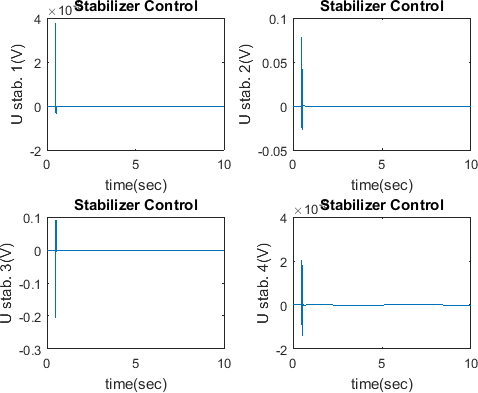 ×10
Stabilizer Control
U stab. 1(V)
4
2
0
-2
0
5
10
time(sec)
Stabilizer Control
U stab. 2(V)
0.1
0.05
0
-0.05
0
5
10
time(sec)
Stabilizer Control
U stab. 3(V)
0.1
0
-0.1
-0.2
-0.3
0
5
10
time(sec)
×10
Stabilizer Control
U stab. 4(V)
4
2
0
-2
0
5
10
time(sec)